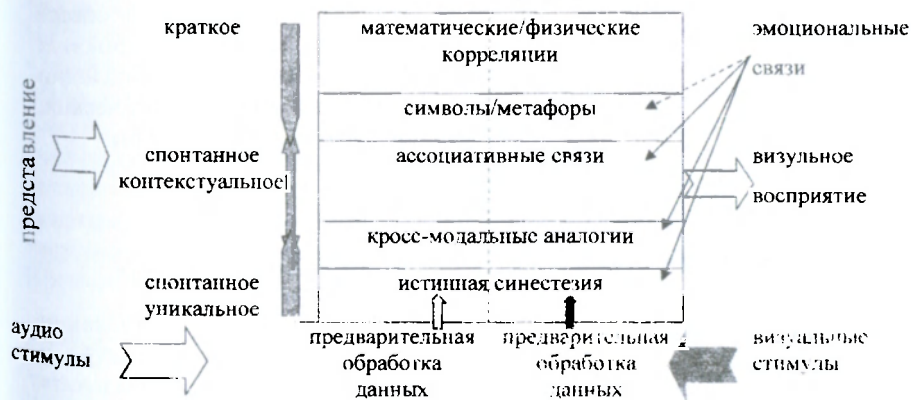 краткое
математические/физические
корреляции
эмоциональные
связи
символы/метафоры
представление
спонтанное
контекстуальное
ассоциативные связи
визульное
восприятие
кросс-модальные аналогии
спонтанное
уникальное
истинная синестезия
аудио
стимулы
предварительная
обработка
данных
предварительная
обработка
данных
визуальные
стимулы